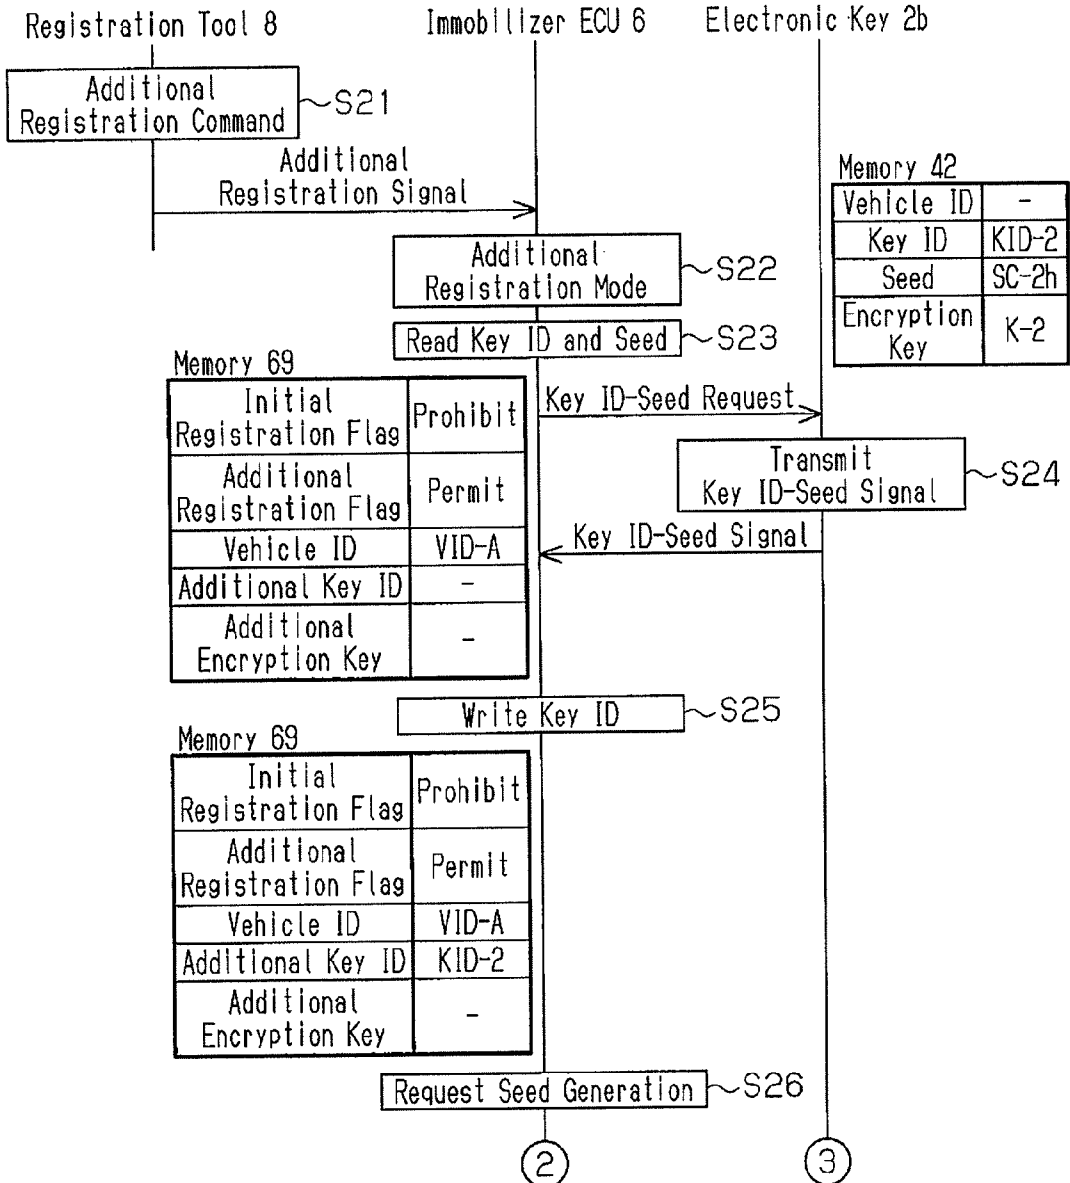 Registration Tool 8
Immobilizer ECU 6
Electronic Key 2b
Additional
Registration Command
S21
Additional
Registration Signal
Memory 42
Vehicle ID
-
Key ID
KID-2
Seed
SC-2h
Encryption
Key
K-2
Additional
Registration Mode
S22
Read Key ID and Seed
S23
Memory 69
Initial
Registration Flag
Prohibit
Additional
Registration Flag
Permit
Vehicle ID
VID-A
Additional Key ID
-
Additional
Encryption Key
-
Key ID-Seed Request
Transmit
Key ID-Seed Signal
S24
Key ID-Seed Signal
Write Key ID
S25
Memory 69
Initial
Registration Flag
Prohibit
Additional
Registration Flag
Permit
Vehicle ID
VID-A
Additional Key ID
KID-2
Additional
Encryption Key
-
Request Seed Generation
S26
2
3